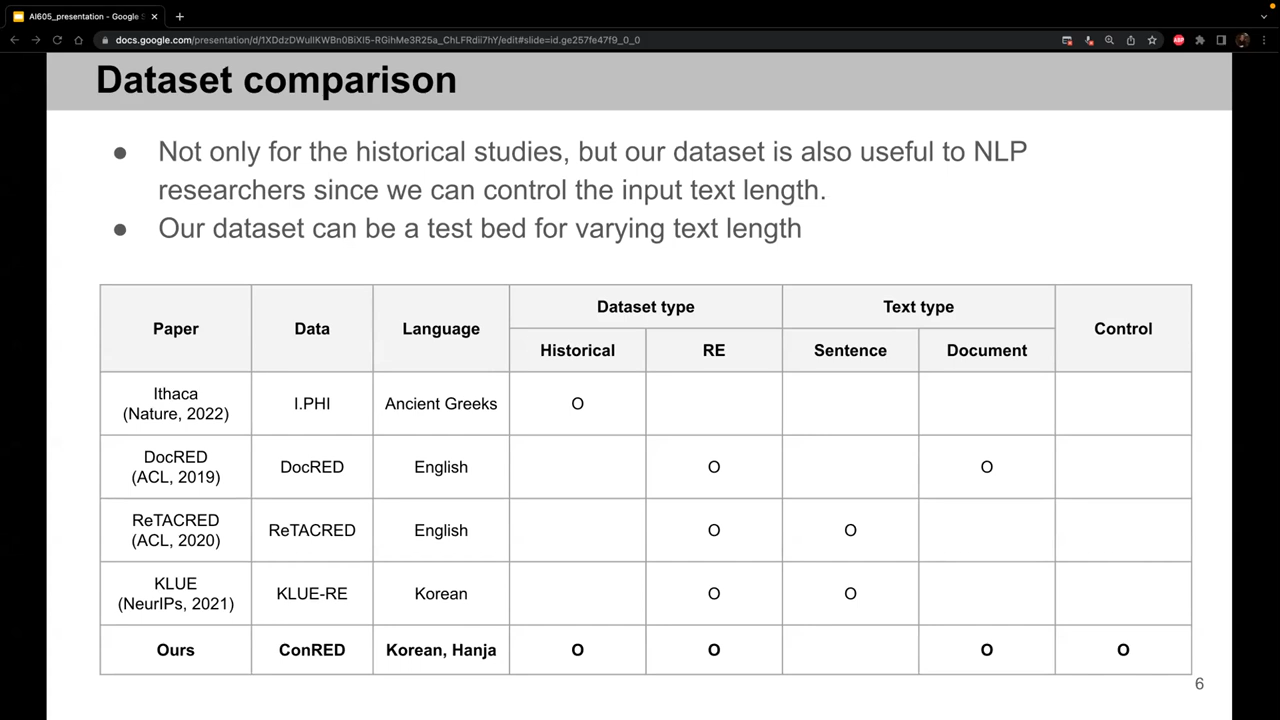 AI605_presentation - Google S
docs.google.com/presentation/d/1XDdzDWulIKWBn0BiXI5-RGihMe3R25a_ChLFRdii7hY/edit#slide=id.ge257fe47f9_0_0
Dataset comparison
● Not only for the historical studies, but our dataset is also useful to NLP
researchers since we can control the input text length.
● Our dataset can be a test bed for varying text length
Paper Data Language Dataset type Text type Control
Historical RE Sentence Document
Ithaca
(Nature, 2022) I.PHI Ancient Greeks O
DocRED
(ACL, 2019) DocRED English O O
ReTACRED
(ACL, 2020) ReTACRED English O O
KLUE
(NeurIPs, 2021) KLUE-RE Korean O O
Ours ConRED Korean, Hanja O O O O
6